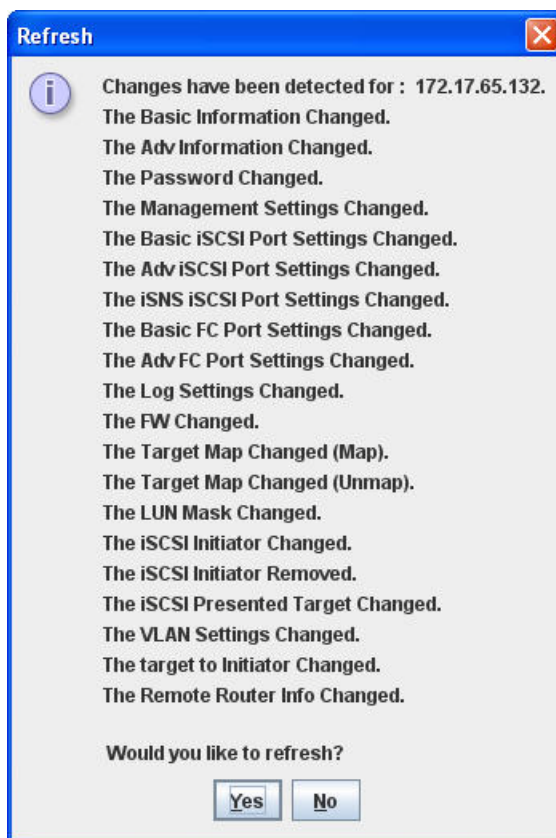 Refresh
Changes have been detected for :  172.17.65.132.
The Basic Information Changed.
The Adv Information Changed.
The Password Changed.
The Management Settings Changed.
The Basic iSCSI Port Settings Changed.
The Adv iSCSI Port Settings Changed.
The iSNS iSCSI Port Settings Changed.
The Basic FC Port Settings Changed.
The Adv FC Port Settings Changed.
The Log Settings Changed.
The FW Changed.
The Target Map Changed (Map).
The Target Map Changed (Unmap).
The LUN Mask Changed.
The iSCSI Initiator Changed.
The iSCSI Initiator Removed.
The iSCSI Presented Target Changed.
The VLAN Settings Changed.
The target to Initiator Changed.
The Remote Router Info Changed.
Would you like to refresh?
Yes No